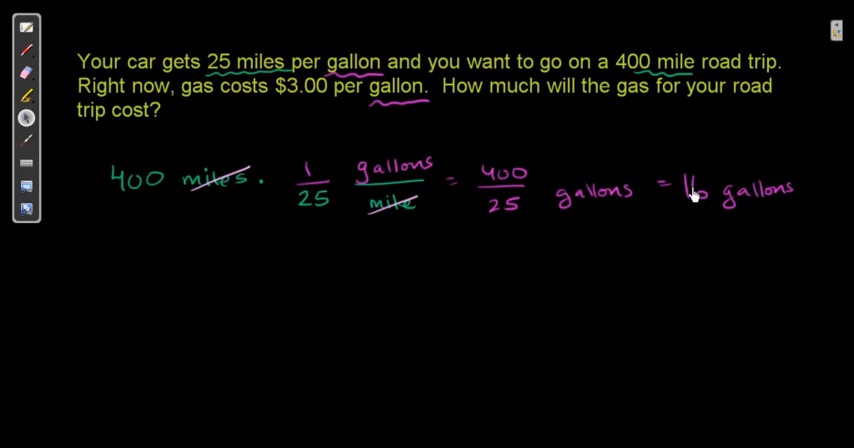 Your car gets 25 miles per gallon and you want to go on a 400 mile road trip.
Right now, gas costs $3.00 per gallon. How much will the gas for your road
trip cost?
400 miles · 1/25 gallons/mile = 400/25 gallons = 16 gallons